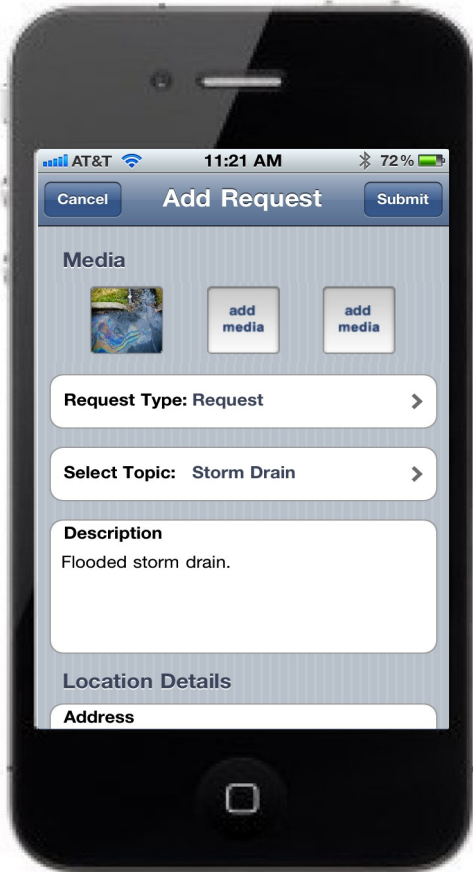 AT&T 11:21 AM 72%
Cancel Add Request Submit
Media
add media
add media
Request Type: Request
Select Topic: Storm Drain
Description
Flooded storm drain.
Location Details
Address